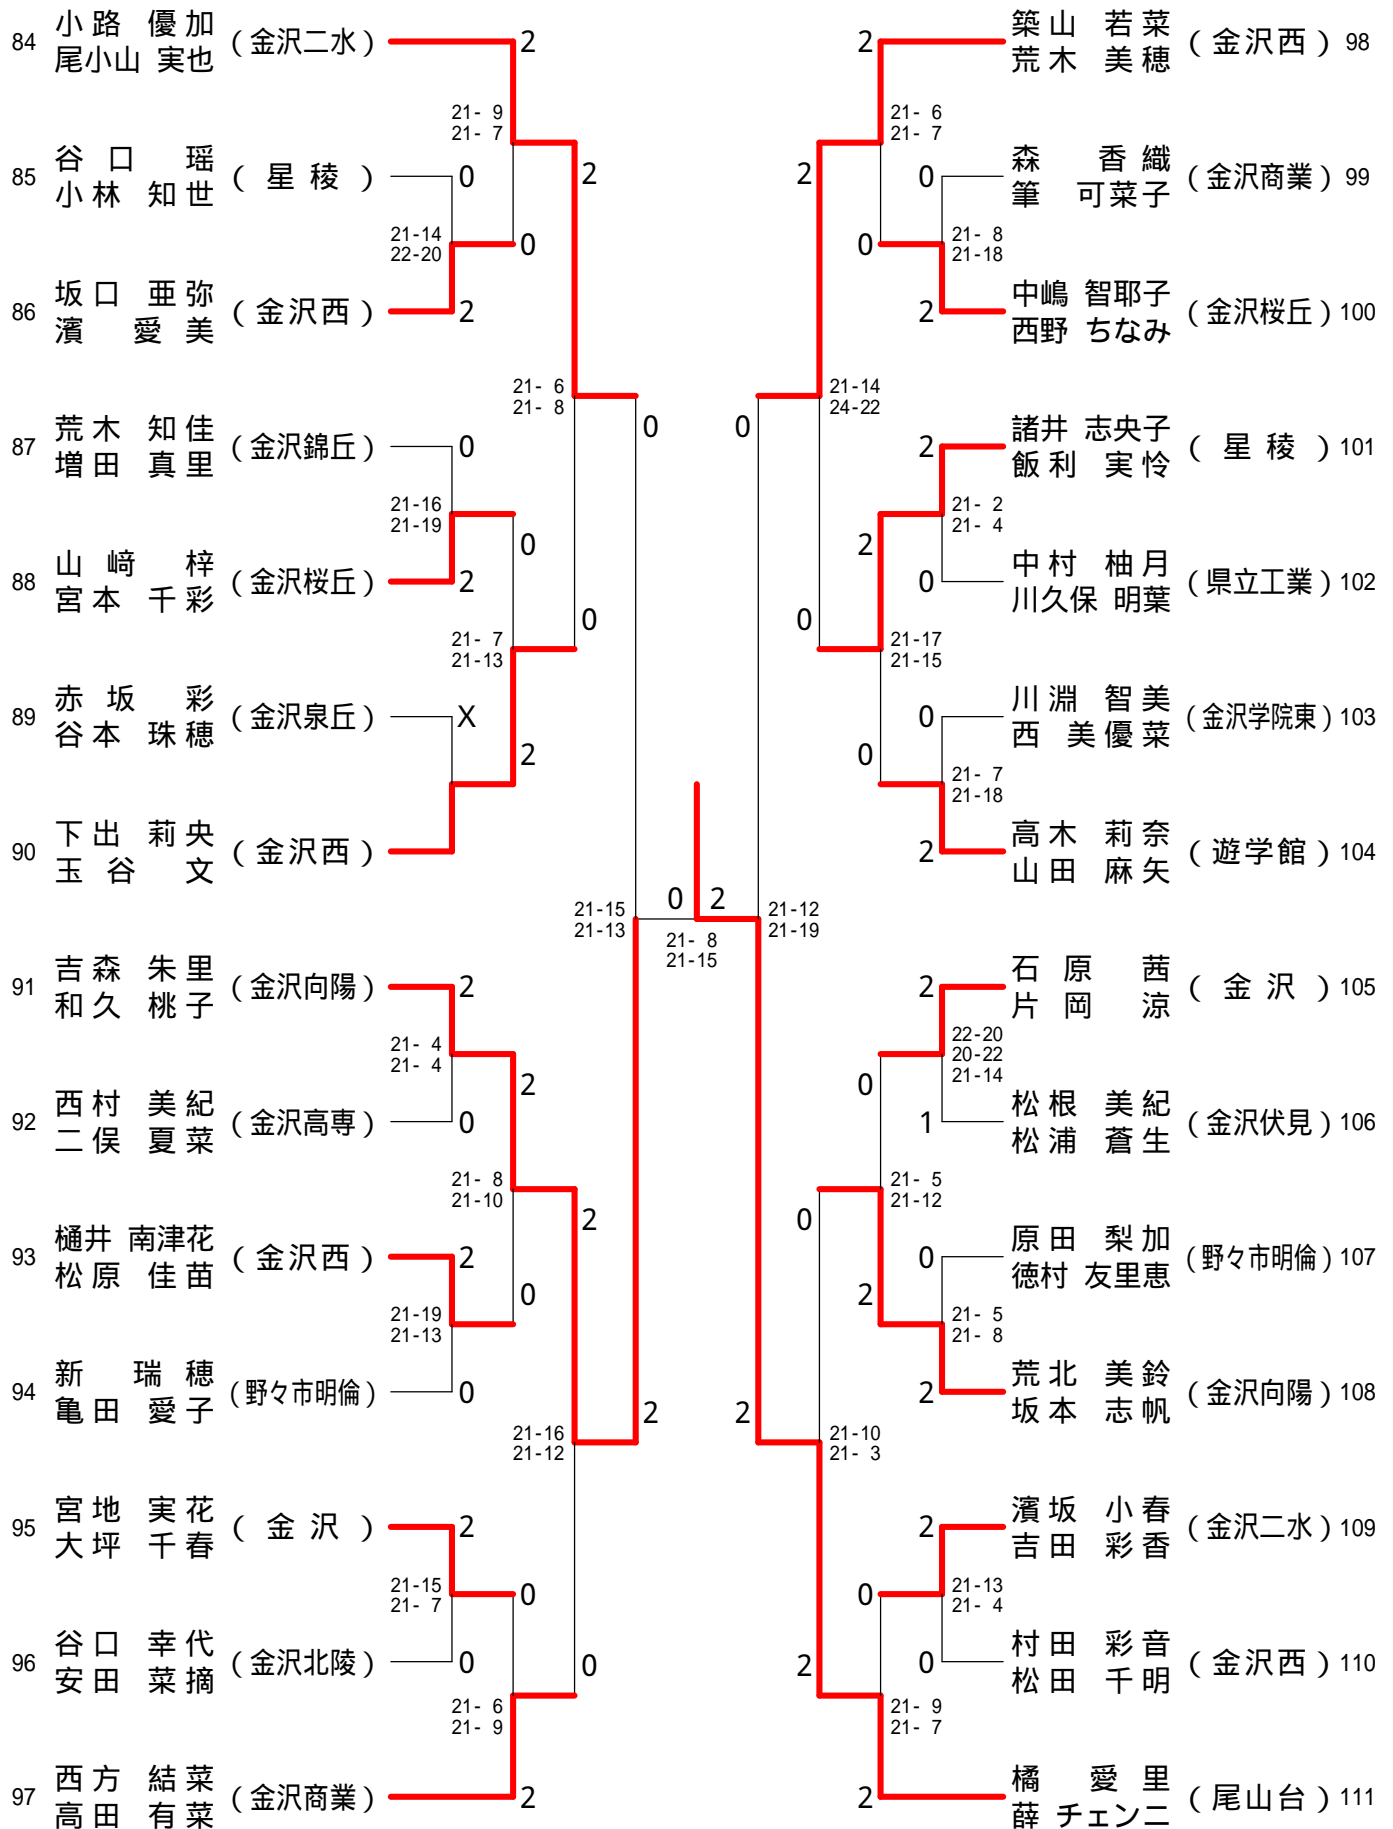 84 小路 優加 (金沢二水) 2
尾小山 実也
21- 9
21- 7
2
85 谷口 瑶 (星稜) 0
小林 知世
21-14
22-20
0
86 坂口 亜弥 (金沢西) 2
濱 愛美
21- 6
21- 8
0
87 荒木 知佳 (金沢錦丘) 0
増田 真里
21-16
21-19
0
88 山﨑 梓 (金沢桜丘) 2
宮本 千彩
0
21- 7
21-13
89 赤坂 彩 (金沢泉丘) X
谷本 珠穂
2
90 下出 莉央 (金沢西)
玉谷 文
21-15
21-13
91 吉森 朱里 (金沢向陽) 2
和久 桃子
21- 4
21- 4
2
92 西村 美紀 (金沢高専) 0
二俣 夏菜
21- 8
21-10
2
93 樋井 南津花 (金沢西) 2
松原 佳苗
0
21-19
21-13
94 新 瑞穂 (野々市明倫) 0
亀田 愛子
2
21-16
21-12
95 宮地 実花 (金沢) 2
大坪 千春
21-15
21- 7
0
96 谷口 幸代 (金沢北陵) 0
安田 菜摘
0
21- 6
21- 9
97 西方 結菜 (金沢商業) 2
高田 有菜
0 2
21- 8
21-15
2 築山 若菜 (金沢西) 98
荒木 美穂
21- 6
21- 7
2
0 森 香織 (金沢商業) 99
筆 可菜子
0
21- 8
21-18
2 中嶋 智耶子 (金沢桜丘) 100
西野 ちなみ
21-14
24-22
0
2 諸井 志央子 (星稜) 101
飯利 実怜
21- 2
21- 4
2
0 中村 柚月 (県立工業) 102
川久保 明葉
0
21-17
21-15
0 川淵 智美 (金沢学院東) 103
西 美優菜
0
21- 7
21-18
2 高木 莉奈 (遊学館) 104
山田 麻矢
21-12
21-19
2 石原 茜 (金沢) 105
片岡 涼
22-20
20-22
21-14
0
1 松根 美紀 (金沢伏見) 106
松浦 蒼生
21- 5
21-12
0
0 原田 梨加 (野々市明倫) 107
徳村 友里恵
2
21- 5
21- 8
2 荒北 美鈴 (金沢向陽) 108
坂本 志帆
2
21-10
21- 3
2 濱坂 小春 (金沢二水) 109
吉田 彩香
21-13
21- 4
0
0 村田 彩音 (金沢西) 110
松田 千明
2
21- 9
21- 7
2 橘 愛里 (尾山台) 111
薛 チェンニ